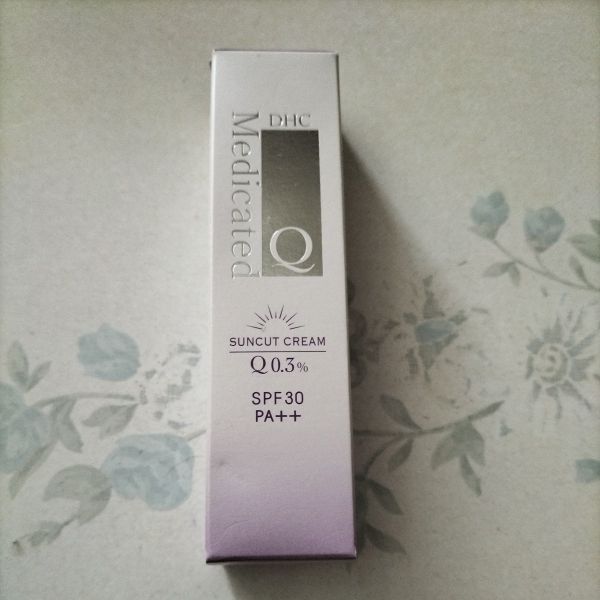 DHC
Medicated
Q
SUNCUT CREAM
Q 0.3%
SPF30
PA++